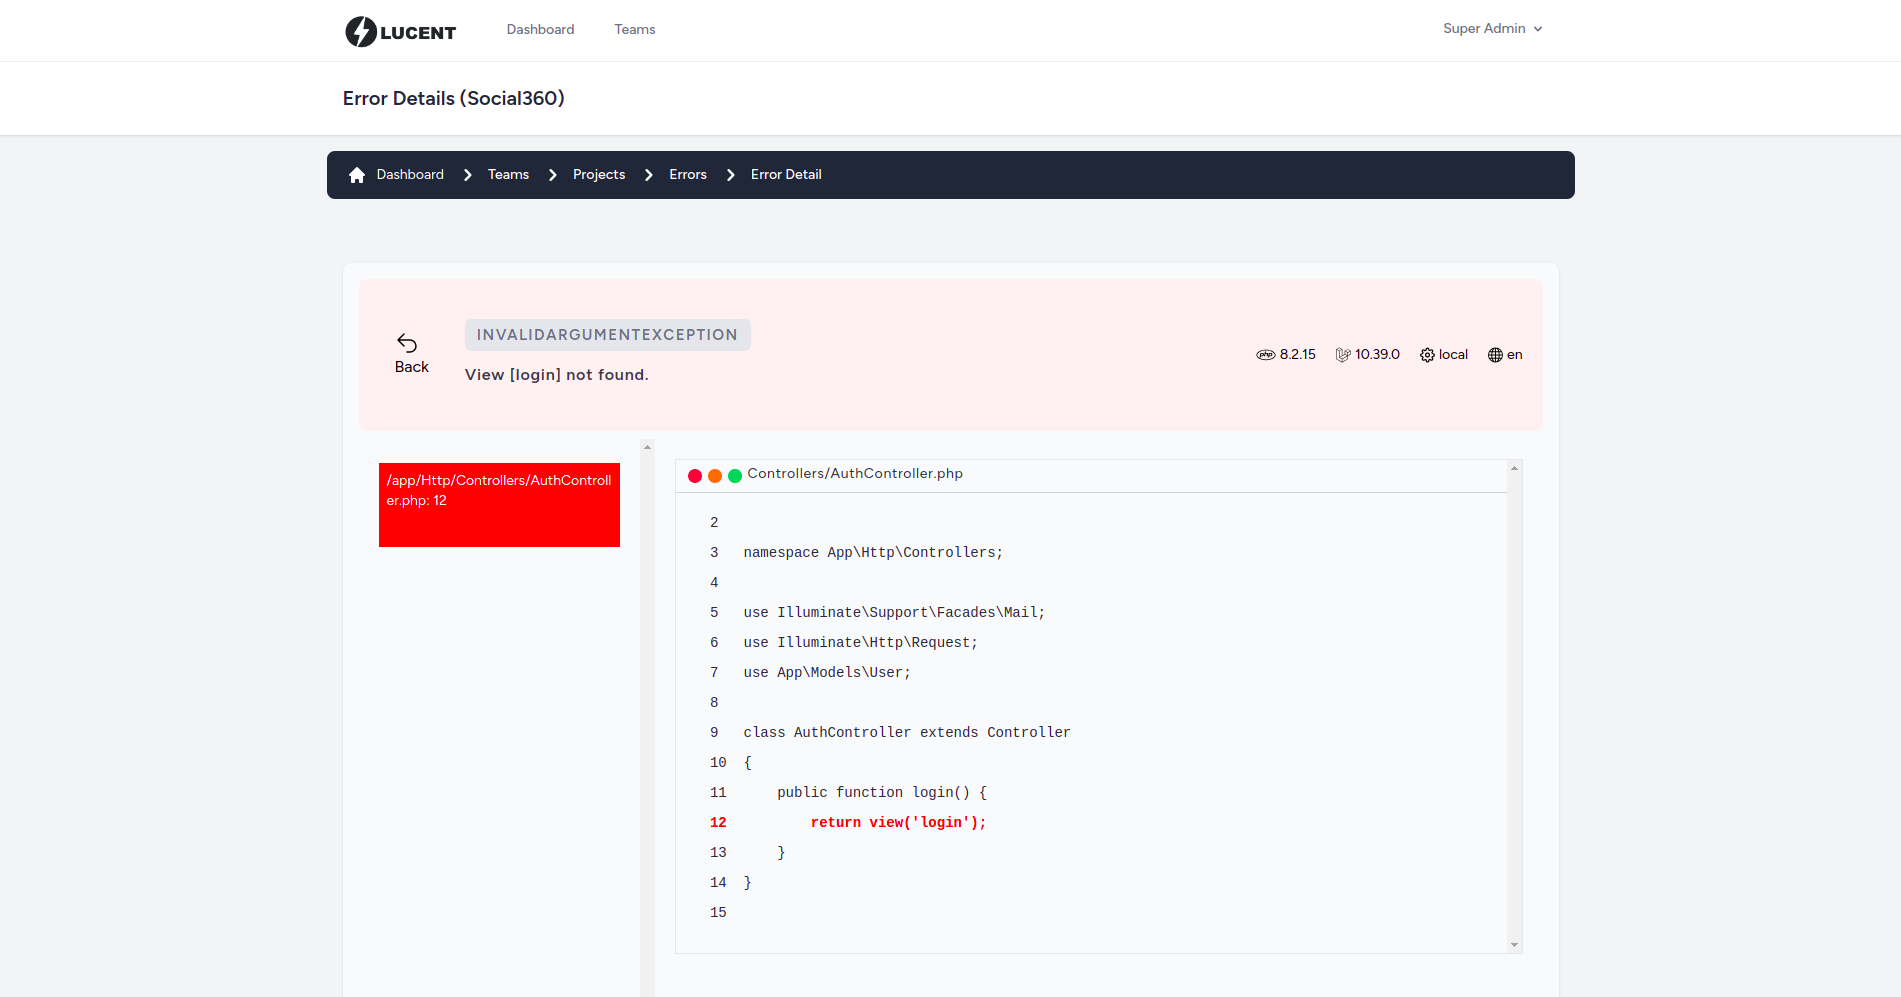 LUCENT
Dashboard
Teams
Super Admin
Error Details (Social360)
Dashboard
Teams
Projects
Errors
Error Detail
Back
INVALIDARGUMENTEXCEPTION
View [login] not found.
php 8.2.15
10.39.0
local
en
/app/Http/Controllers/AuthControll
er.php: 12
Controllers/AuthController.php
2
3 namespace App\Http\Controllers;
4
5 use Illuminate\Support\Facades\Mail;
6 use Illuminate\Http\Request;
7 use App\Models\User;
8
9 class AuthController extends Controller
10 {
11     public function login() {
12         return view('login');
13     }
14 }
15